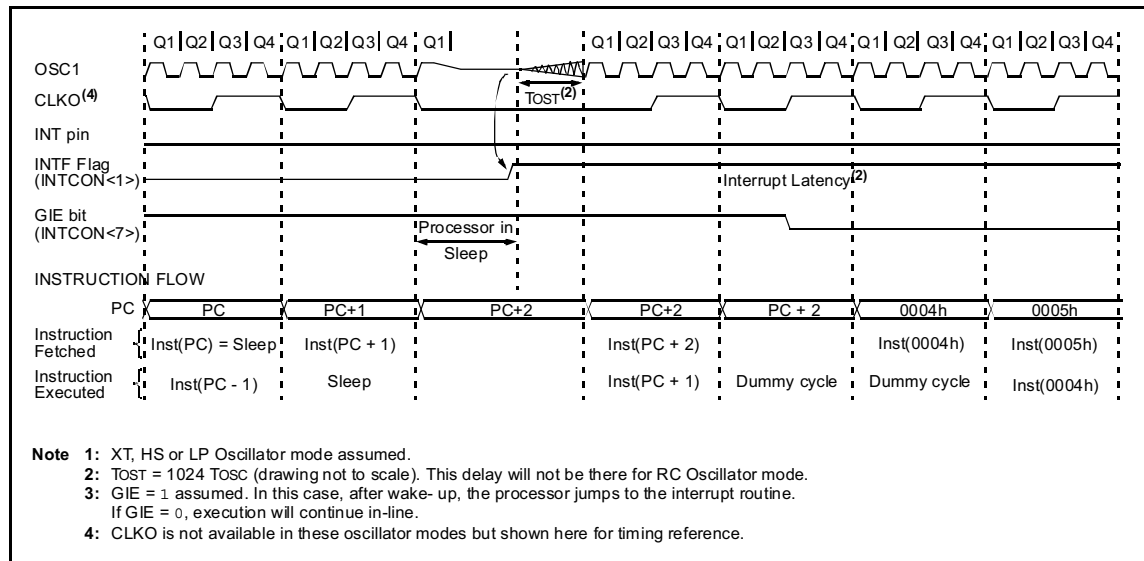 Q1 Q2 Q3 Q4 Q1 Q2 Q3 Q4 Q1 Q1 Q2 Q3 Q4 Q1 Q2 Q3 Q4 Q1 Q2 Q3 Q4 Q1 Q2 Q3 Q4
OSC1
TOST(2)
CLKO(4)
INT pin
INTF Flag
(INTCON<1>)
Interrupt Latency(2)
GIE bit
(INTCON<7>)
Processor in
Sleep
INSTRUCTION FLOW
PC PC PC+1 PC+2 PC+2 PC + 2 0004h 0005h
Instruction
Fetched
Inst(PC) = Sleep Inst(PC + 1) Inst(PC + 2) Inst(0004h) Inst(0005h)
Instruction
Executed
Inst(PC - 1) Sleep Inst(PC + 1) Dummy cycle Dummy cycle Inst(0004h)
Note 1: XT, HS or LP Oscillator mode assumed.
2: TOST = 1024 TOSC (drawing not to scale). This delay will not be there for RC Oscillator mode.
3: GIE = 1 assumed. In this case, after wake- up, the processor jumps to the interrupt routine.
If GIE = 0, execution will continue in-line.
4: CLKO is not available in these oscillator modes but shown here for timing reference.